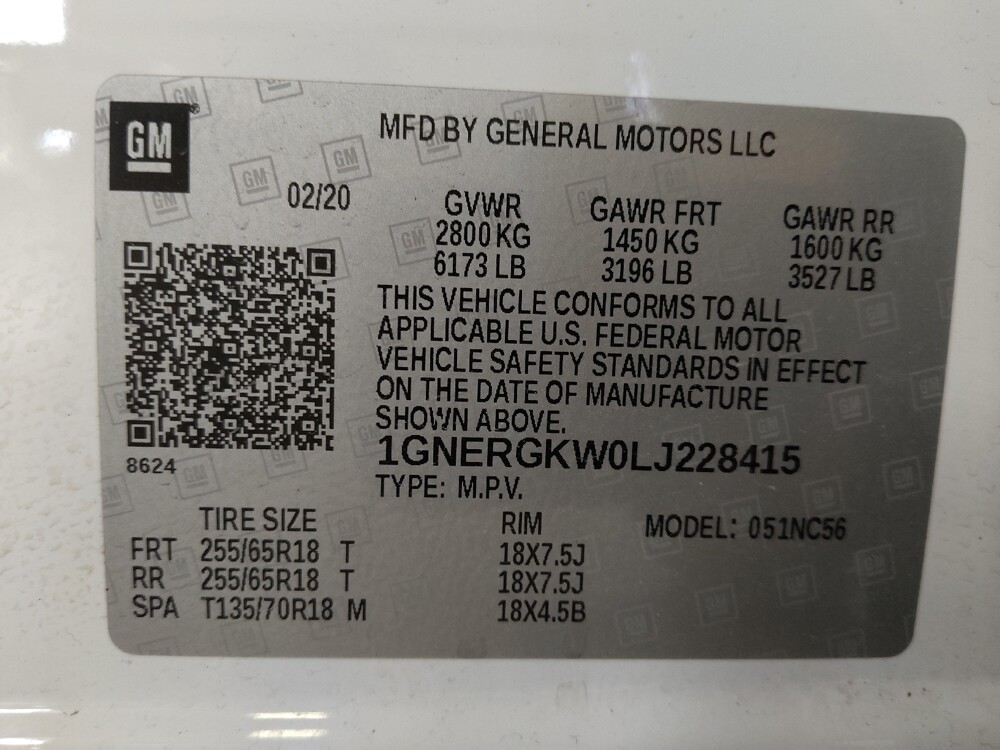 GM
MFD BY GENERAL MOTORS LLC
02/20
GVWR GAWR FRT GAWR RR
2800 KG 1450 KG 1600 KG
6173 LB 3196 LB 3527 LB
THIS VEHICLE CONFORMS TO ALL
APPLICABLE U.S. FEDERAL MOTOR
VEHICLE SAFETY STANDARDS IN EFFECT
ON THE DATE OF MANUFACTURE
SHOWN ABOVE.
1GNERGKW0LJ228415
8624
TYPE: M.P.V.
TIRE SIZE RIM MODEL: 051NC56
FRT 255/65R18 T 18X7.5J
RR 255/65R18 T 18X7.5J
SPA T135/70R18 M 18X4.5B